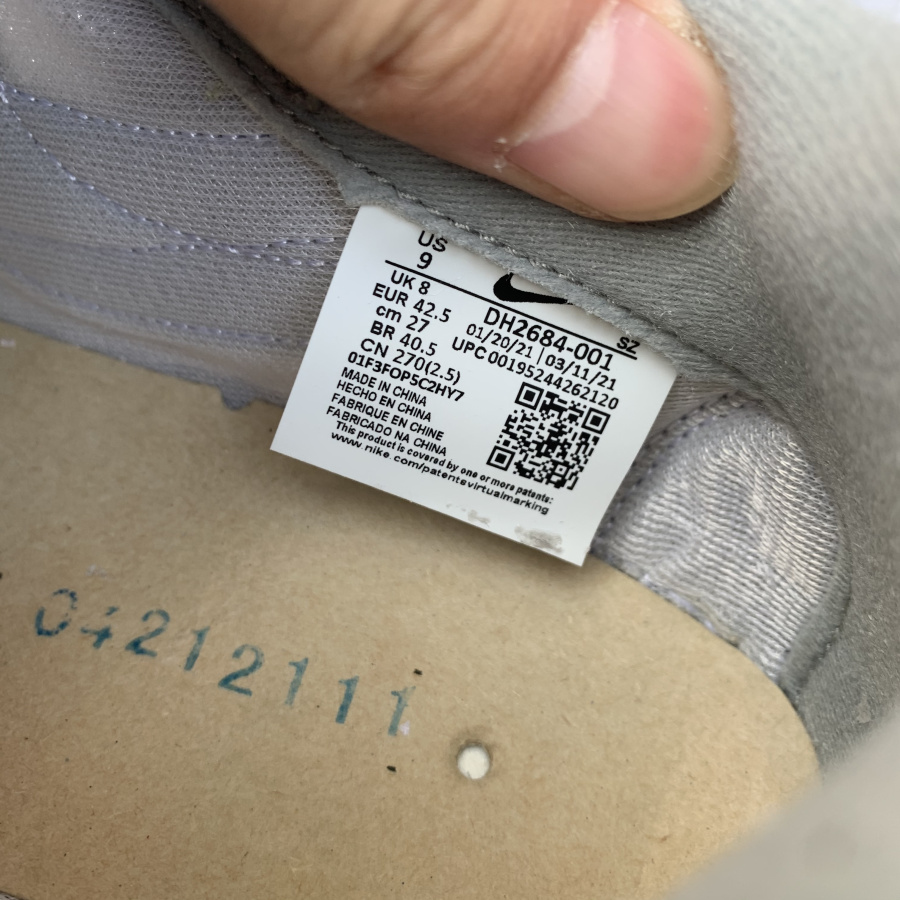 US
9
UK 8
EUR 42.5
cm 27
BR 40.5
CN 270(2.5)
01F3FOP5C2HY7
MADE IN CHINA
HECHO EN CHINA
FABRIQUE EN CHINE
FABRICADO NA CHINA
This product is covered by one or more patents:
www.nike.com/patentsvirtualmarking
SZ
DH2684-001
01/20/21 | 03/11/21
UPC 00195244262120
04212111